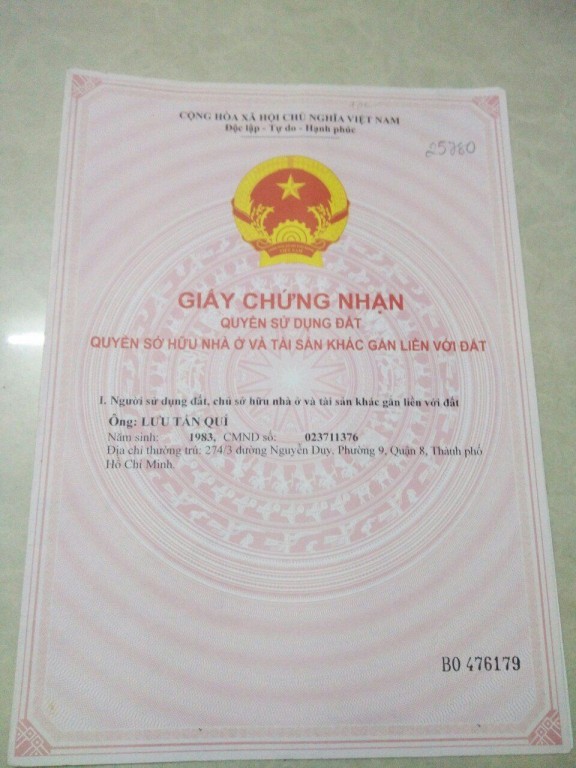 CỘNG HÒA XÃ HỘI CHỦ NGHĨA VIỆT NAM
Độc lập - Tự do - Hạnh phúc
25760
GIẤY CHỨNG NHẬN
QUYỀN SỬ DỤNG ĐẤT
QUYỀN SỞ HỮU NHÀ Ở VÀ TÀI SẢN KHÁC GẮN LIỀN VỚI ĐẤT
I. Người sử dụng đất, chủ sở hữu nhà ở và tài sản khác gắn liền với đất
Ông: LƯU TẤN QUÍ
Năm sinh: 1983, CMND số: 023711376
Địa chỉ thường trú: 274/3 đường Nguyễn Duy, Phường 9, Quận 8, Thành phố
Hồ Chí Minh.
BO 476179